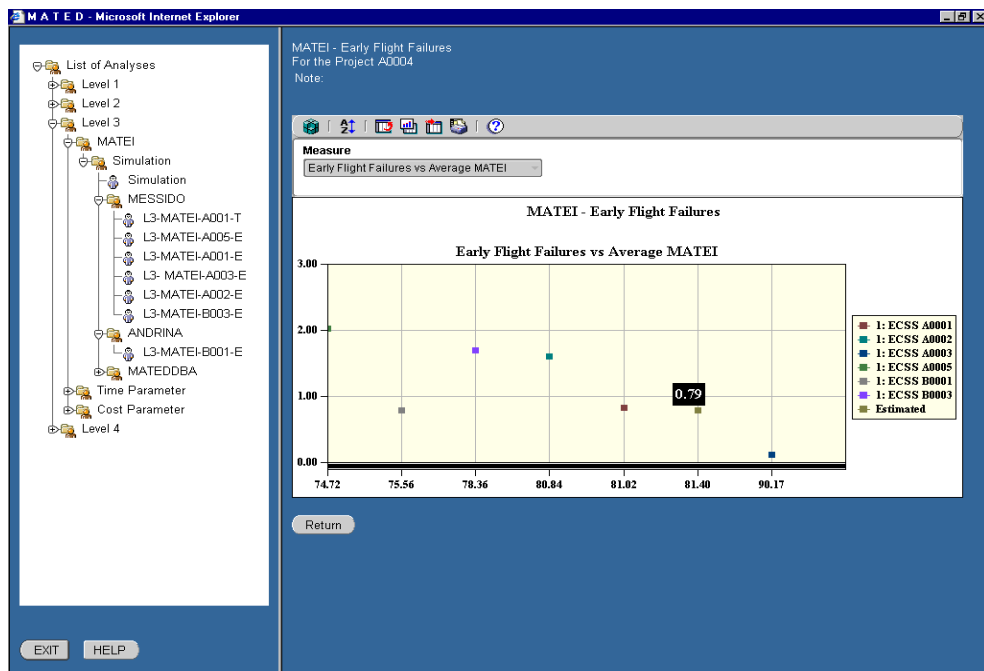 M A T E D - Microsoft Internet Explorer
List of Analyses
Level 1
Level 2
Level 3
MATEI
Simulation
Simulation
MESSIDO
L3-MATEI-A001-T
L3-MATEI-A005-E
L3-MATEI-A001-E
L3- MATEI-A003-E
L3-MATEI-A002-E
L3-MATEI-B003-E
ANDRINA
L3-MATEI-B001-E
MATEDDBA
Time Parameter
Cost Parameter
Level 4
EXIT
HELP
MATEI - Early Flight Failures
For the Project A0004
Note:
Measure
Early Flight Failures vs Average MATEI
MATEI - Early Flight Failures
Early Flight Failures vs Average MATEI
3.00
2.00
1.00
0.00
0.79
74.72 75.56 78.36 80.84 81.02 81.40 90.17
1: ECSS A0001
1: ECSS A0002
1: ECSS A0003
1: ECSS A0005
1: ECSS B0001
1: ECSS B0003
Estimated
Return